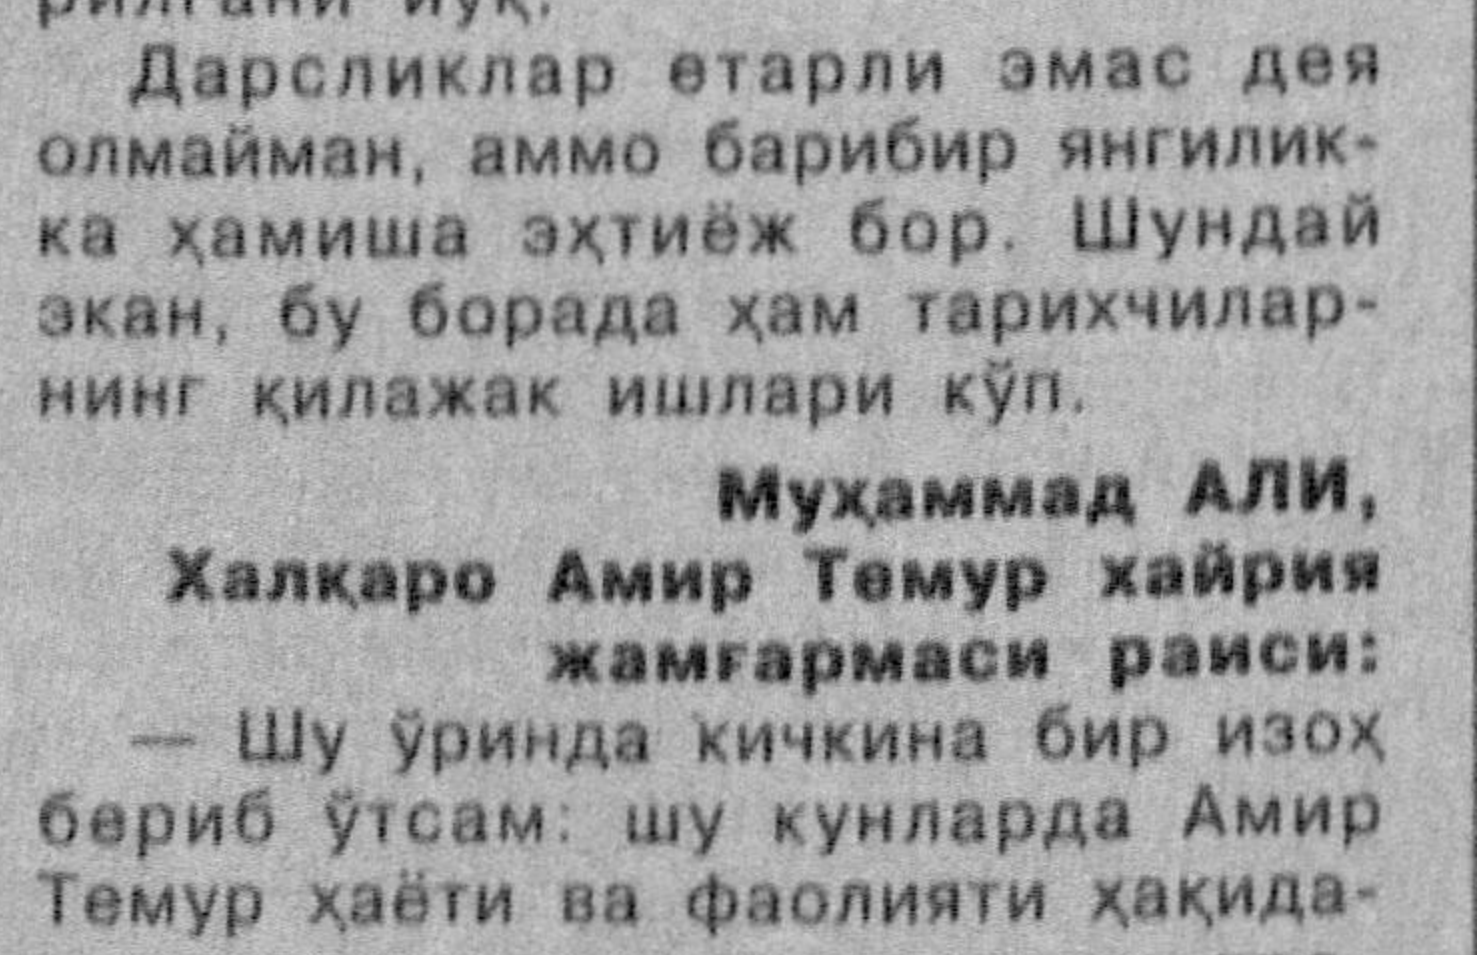 рилгани йўқ.
Дарсликлар етарли эмас дея
олмайман, аммо барибир янгилик-
ка ҳамиша эҳтиёж бор. Шундай
экан, бу борада ҳам тарихчилар-
нинг қилажак ишлари кўп.
Муҳаммад АЛИ,
Халқаро Амир Темур хайрия
жамғармаси раиси:
— Шу ўринда кичкина бир изоҳ
бериб ўтсам: шу кунларда Амир
Темур ҳаёти ва фаолияти ҳақида-